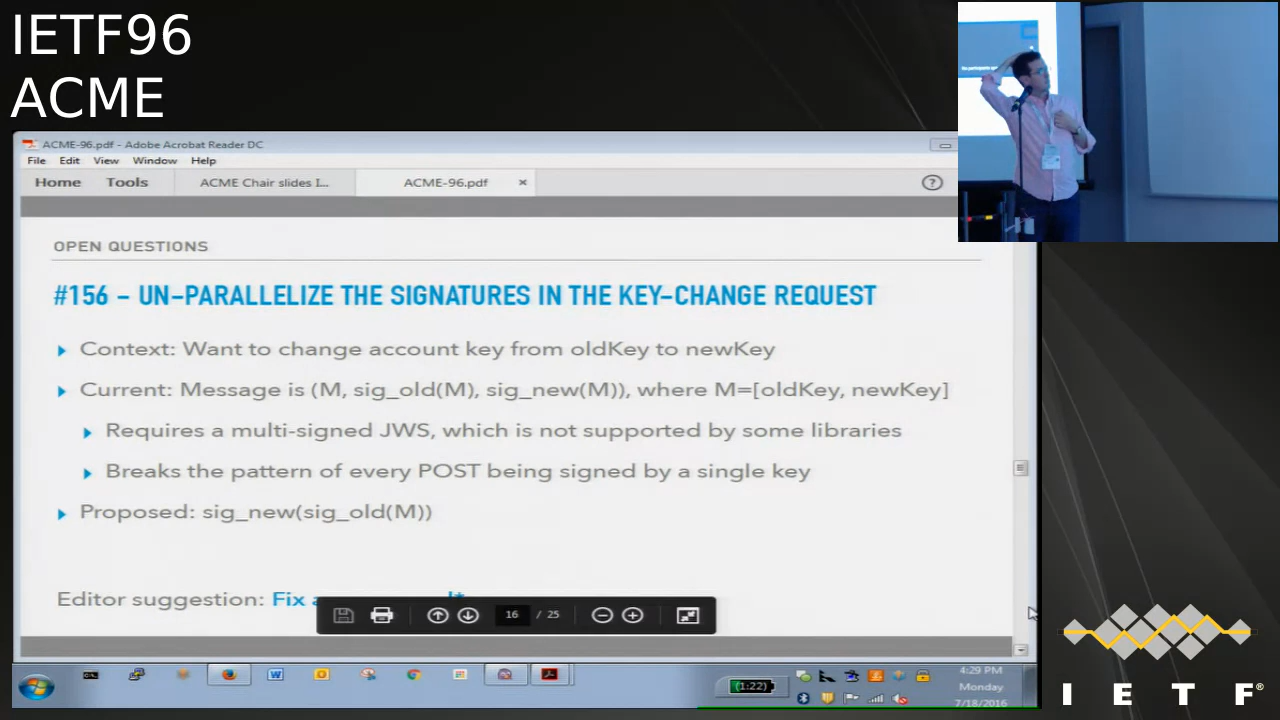 IETF96
ACME
ACME-96.pdf - Adobe Acrobat Reader DC
File Edit View Window Help
Home Tools ACME Chair slides I... ACME-96.pdf ×
OPEN QUESTIONS
#156 – UN-PARALLELIZE THE SIGNATURES IN THE KEY-CHANGE REQUEST
Context: Want to change account key from oldKey to newKey
Current: Message is (M, sig_old(M), sig_new(M)), where M=[oldKey, newKey]
Requires a multi-signed JWS, which is not supported by some libraries
Breaks the pattern of every POST being signed by a single key
Proposed: sig_new(sig_old(M))
Editor suggestion: Fix
16 / 25
(1:22)
4:29 PM
Monday
7/18/2016
I E T F®